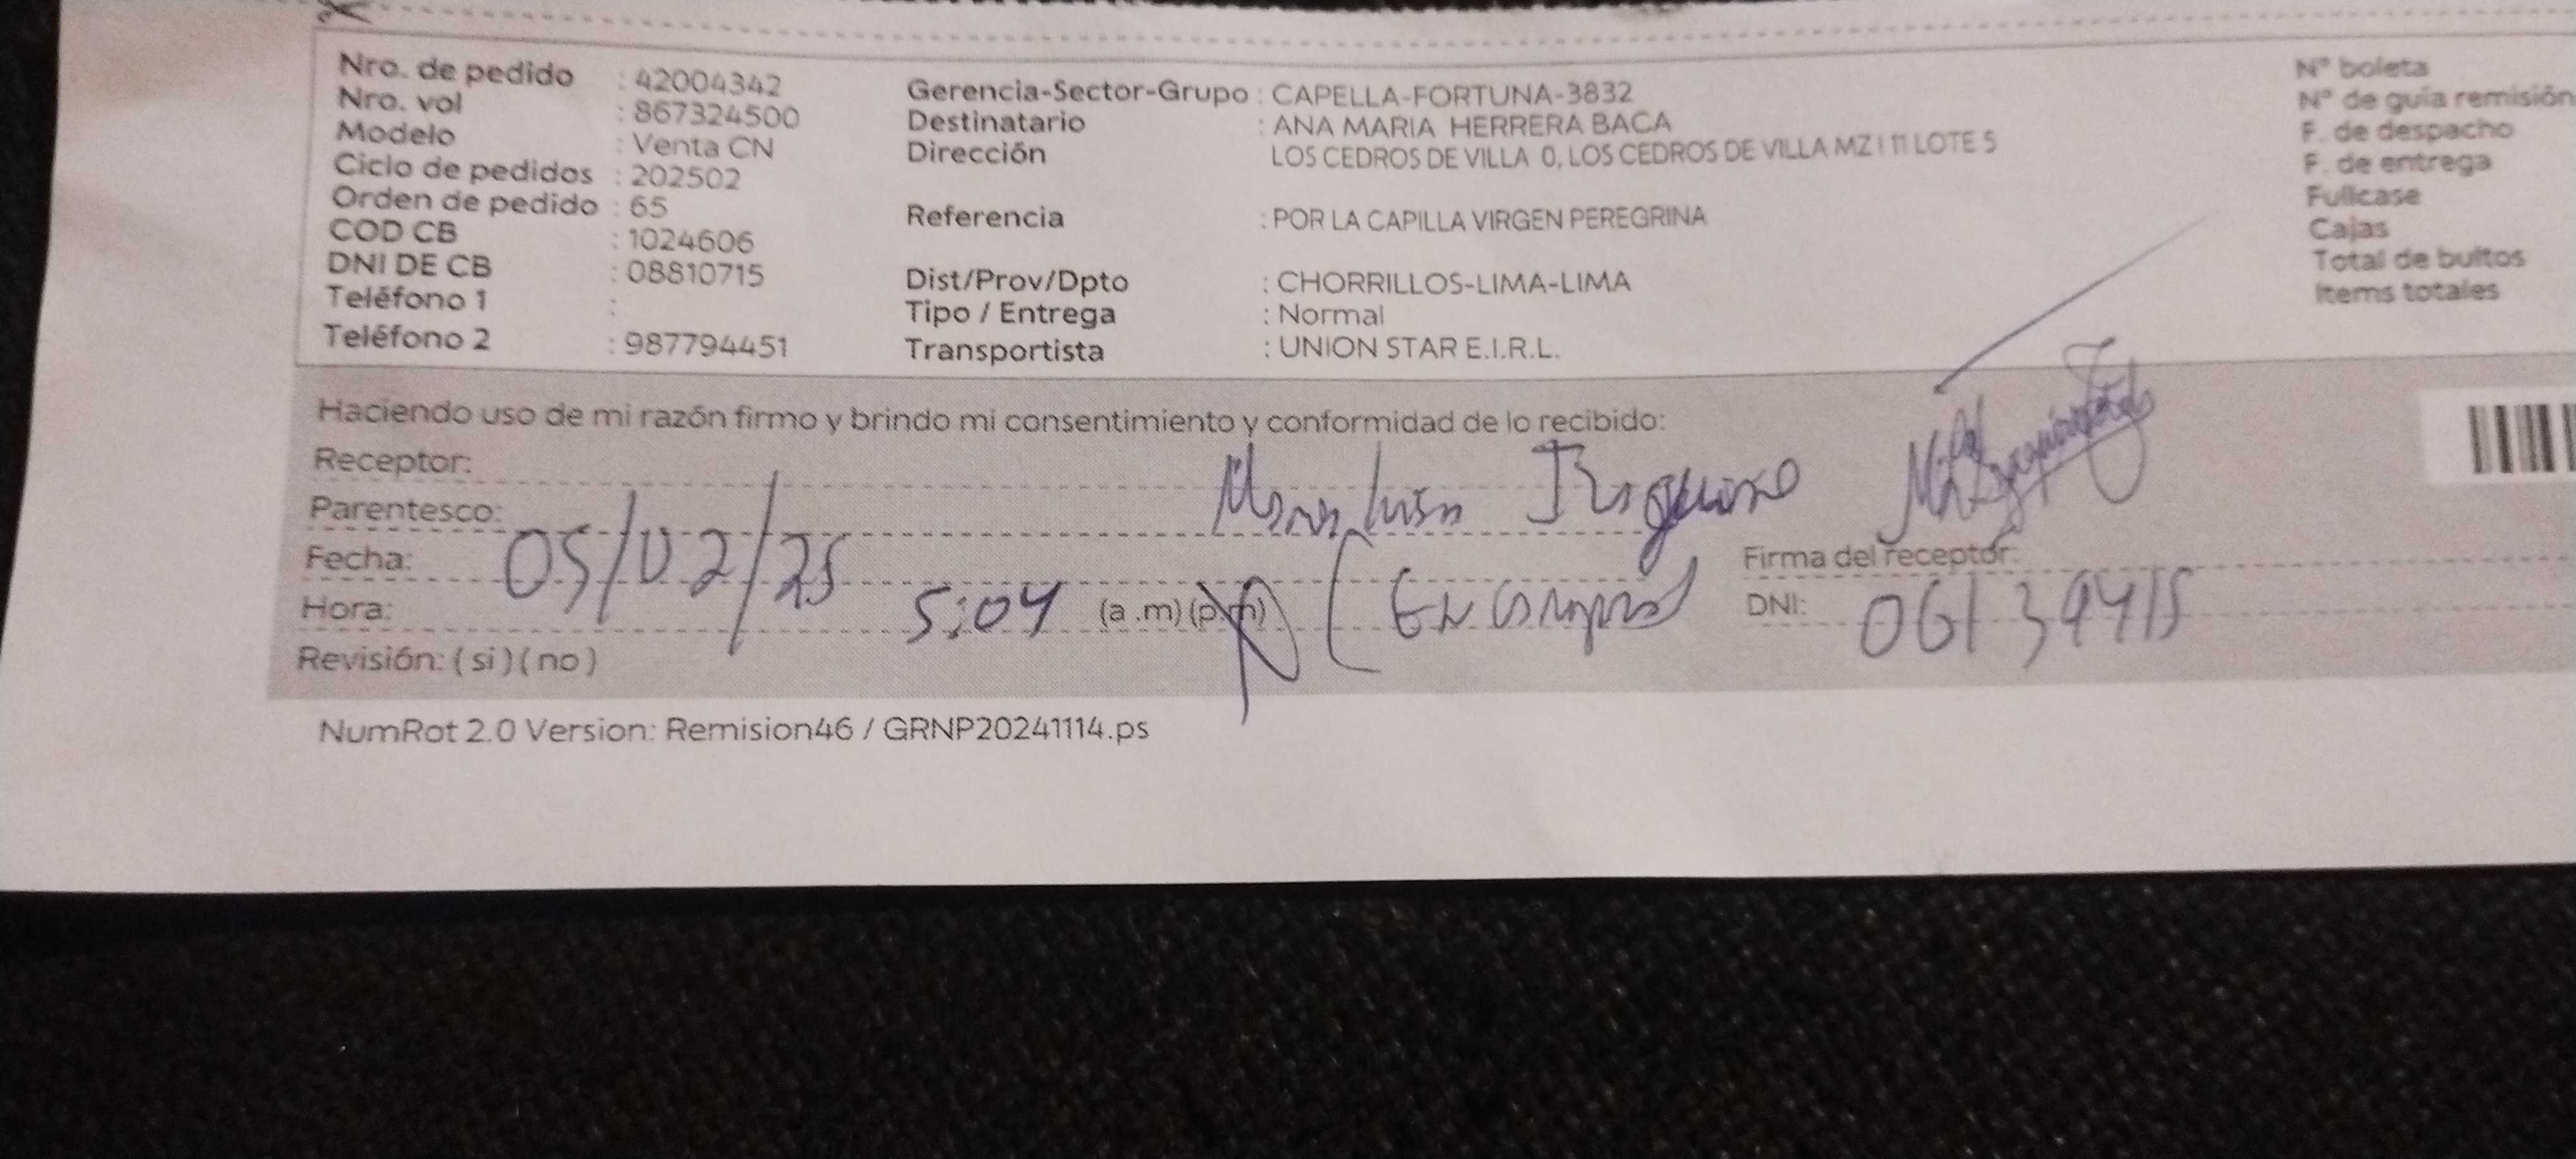 Nro. de pedido : 42004342
Nro. vol : 867324500
Modelo : Venta CN
Ciclo de pedidos : 202502
Orden de pedido : 65
COD CB : 1024606
DNI DE CB : 08810715
Teléfono 1 :
Teléfono 2 : 987794451
Gerencia-Sector-Grupo : CAPELLA-FORTUNA-3832
Destinatario : ANA MARIA HERRERA BACA
Dirección LOS CEDROS DE VILLA 0, LOS CEDROS DE VILLA MZ I 11 LOTE 5
Referencia : POR LA CAPILLA VIRGEN PEREGRINA
Dist/Prov/Dpto : CHORRILLOS-LIMA-LIMA
Tipo / Entrega : Normal
Transportista : UNION STAR E.I.R.L.
N° boleta
N° de guía remisión
F. de despacho
F. de entrega
Fullcase
Cajas
Total de bultos
Items totales
Haciendo uso de mi razón firmo y brindo mi consentimiento y conformidad de lo recibido:
Receptor:
Parentesco:
Fecha: 05/02/25
Hora: 5:04 (a .m) (p.m)
Revisión: ( si ) ( no )
Firma del receptor:
DNI: 06139415
NumRot 2.0 Version: Remision46 / GRNP20241114.ps